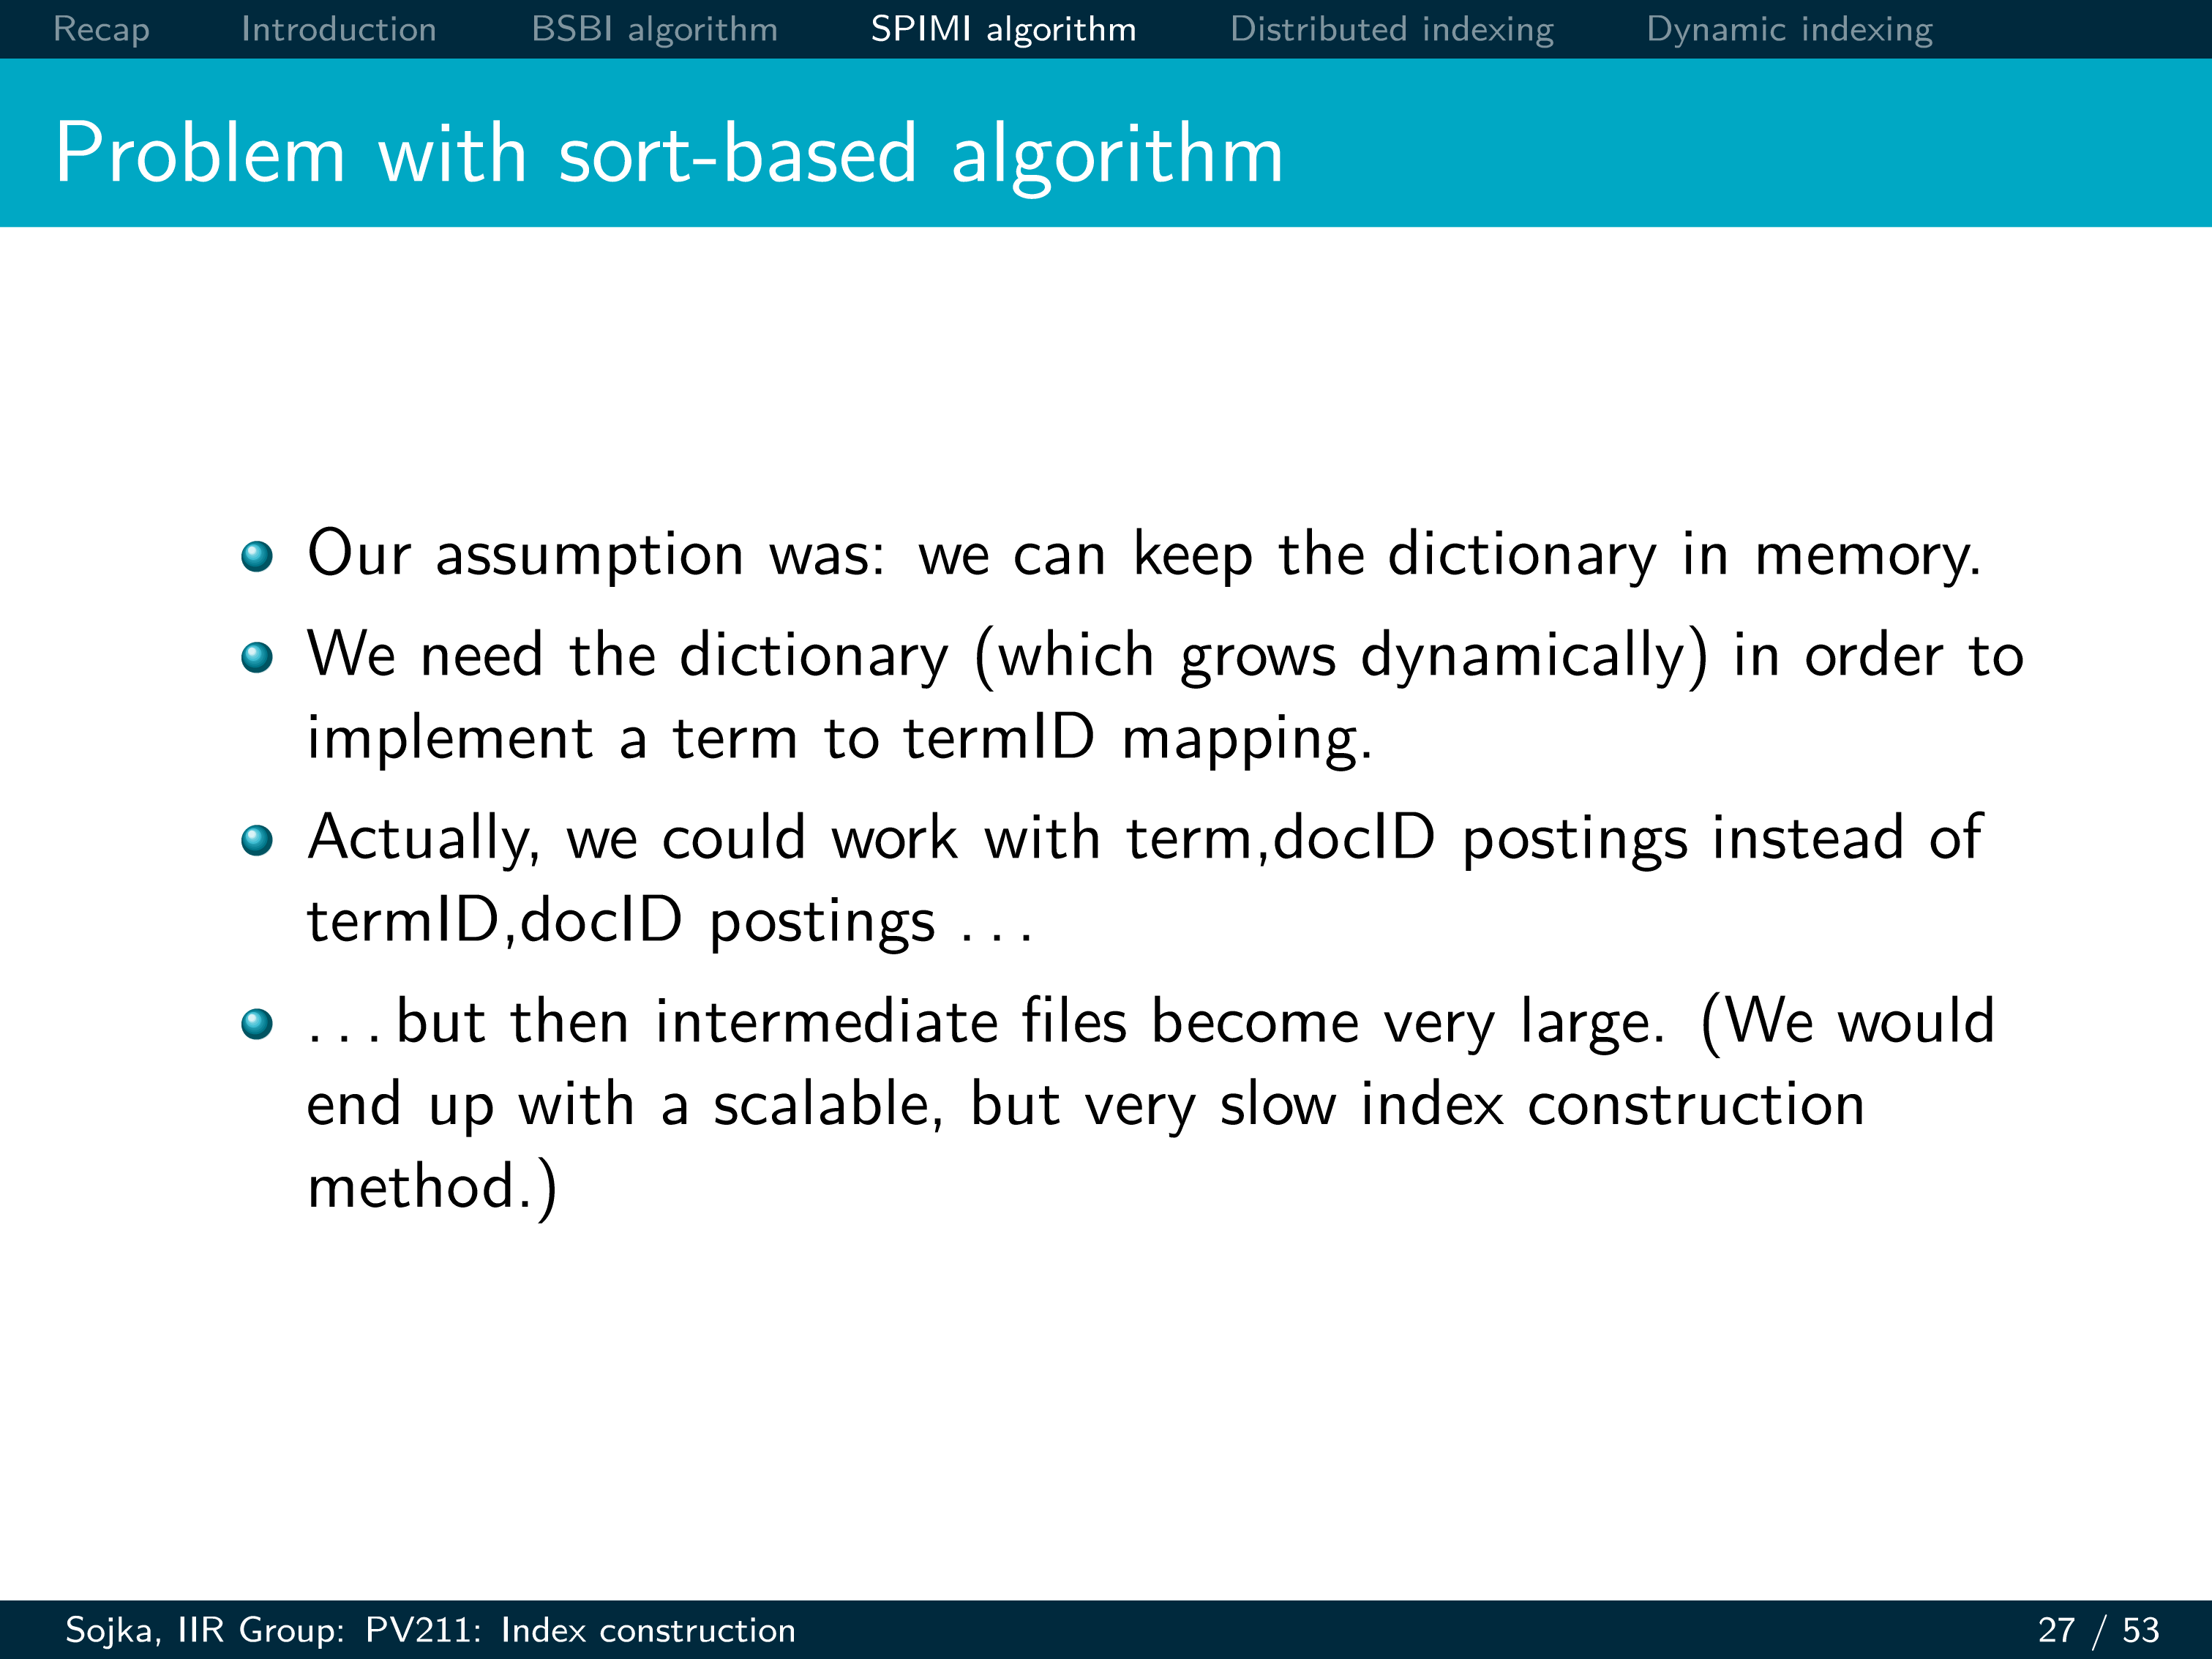 Recap Introduction BSBI algorithm SPIMI algorithm Distributed indexing Dynamic indexing
Problem with sort-based algorithm
Our assumption was: we can keep the dictionary in memory.
We need the dictionary (which grows dynamically) in order to
implement a term to termID mapping.
Actually, we could work with term,docID postings instead of
termID,docID postings . . .
. . . but then intermediate files become very large. (We would
end up with a scalable, but very slow index construction
method.)
Sojka, IIR Group: PV211: Index construction 27 / 53